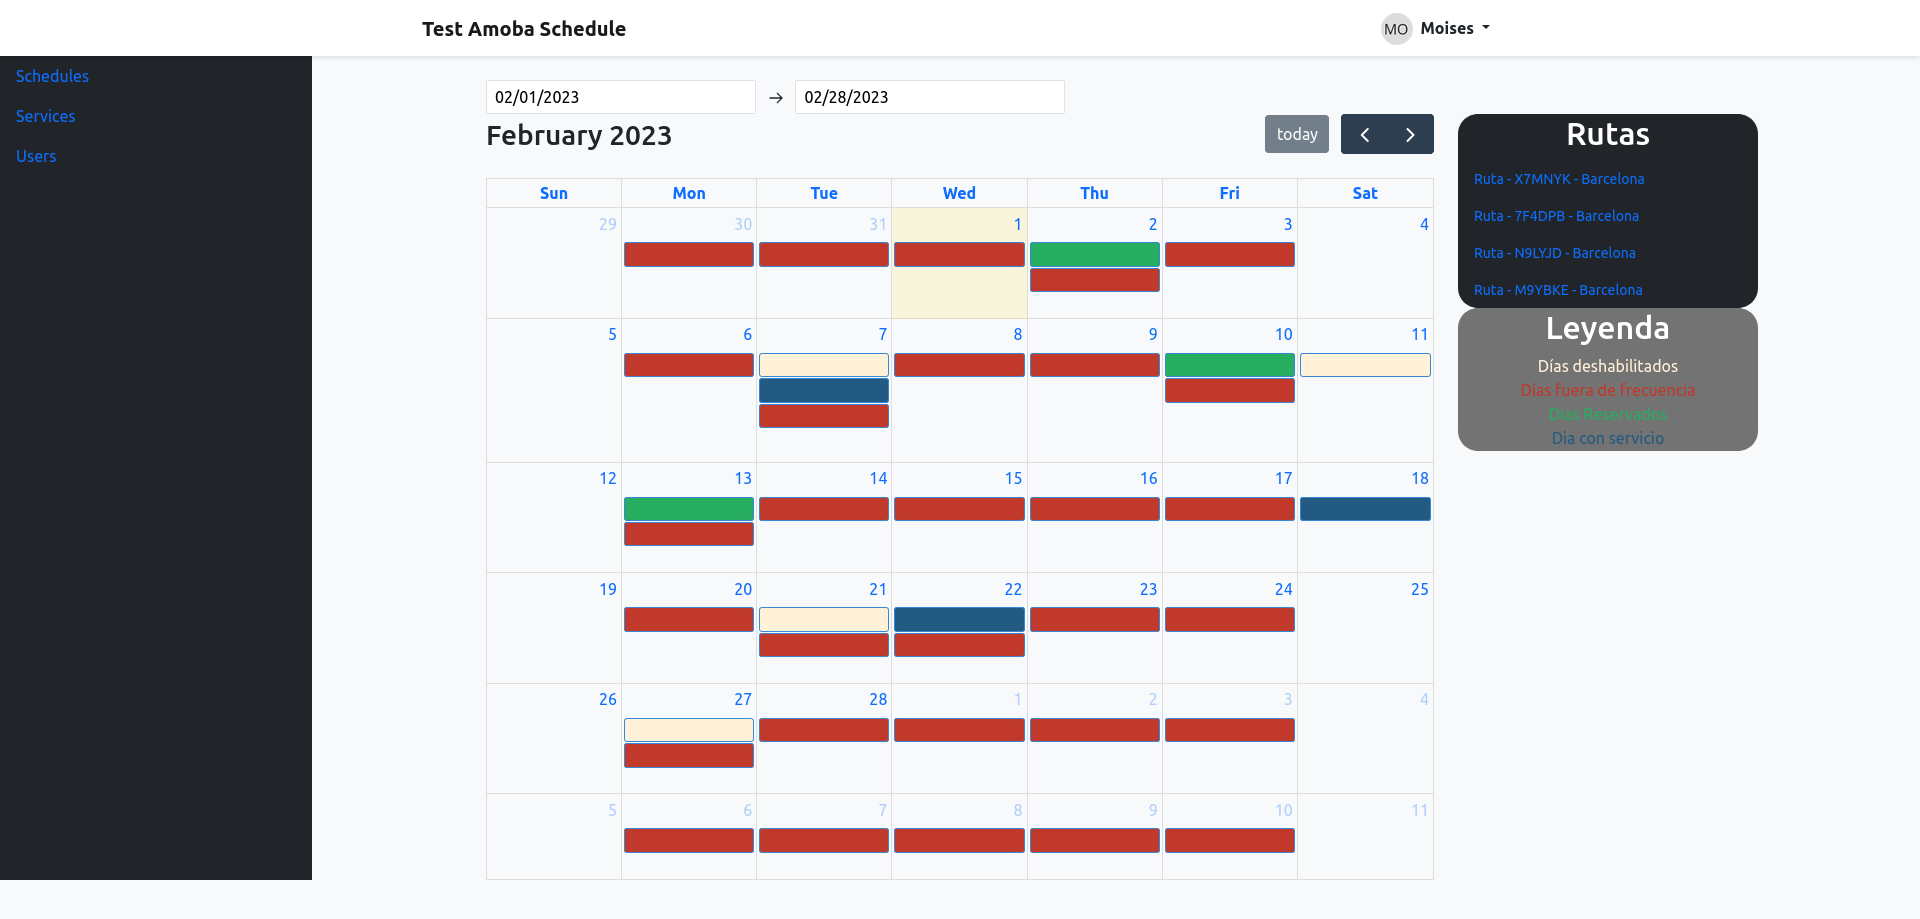 Test Amoba Schedule
MO Moises
Schedules
Services
Users
02/01/2023 → 02/28/2023
February 2023
today
Sun Mon Tue Wed Thu Fri Sat
29 30 31 1 2 3 4
5 6 7 8 9 10 11
12 13 14 15 16 17 18
19 20 21 22 23 24 25
26 27 28 1 2 3 4
5 6 7 8 9 10 11
Rutas
Ruta - X7MNYK - Barcelona
Ruta - 7F4DPB - Barcelona
Ruta - N9LYJD - Barcelona
Ruta - M9YBKE - Barcelona
Leyenda
Días deshabilitados
Días fuera de frecuencia
Días Reservados
Dia con servicio